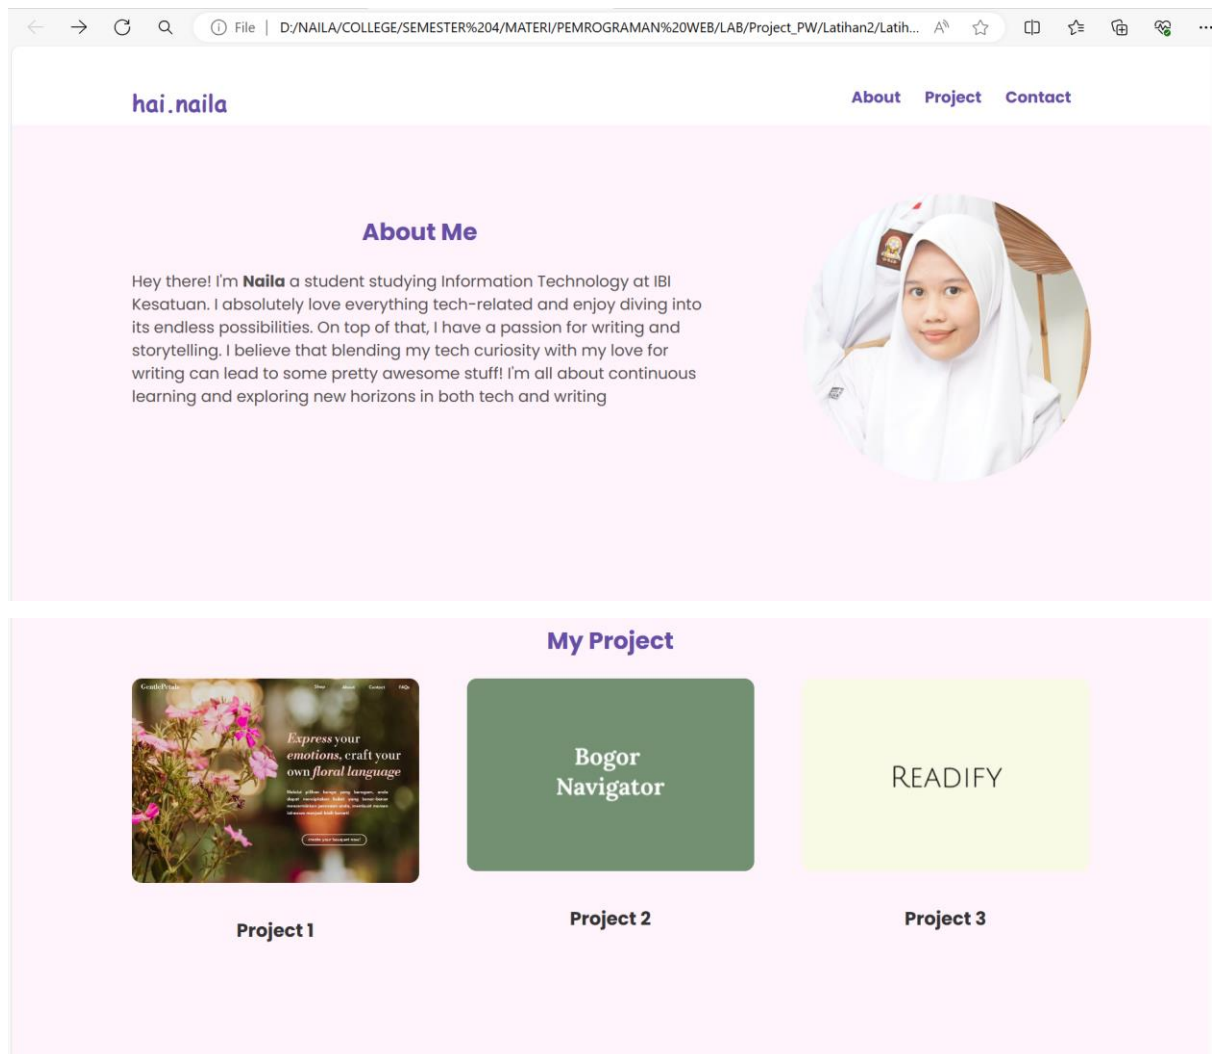 File | D:/NAILA/COLLEGE/SEMESTER%204/MATERI/PEMROGRAMAN%20WEB/LAB/Project_PW/Latihan2/Latih...
hai.naila
About Project Contact
About Me
Hey there! I'm Naila a student studying Information Technology at IBI
Kesatuan. I absolutely love everything tech-related and enjoy diving into
its endless possibilities. On top of that, I have a passion for writing and
storytelling. I believe that blending my tech curiosity with my love for
writing can lead to some pretty awesome stuff! I'm all about continuous
learning and exploring new horizons in both tech and writing
My Project
GentlePetals
About Contact FAQs
Express your
emotions, craft your
own floral language
Bogor
Navigator
READIFY
Project 1
Project 2
Project 3